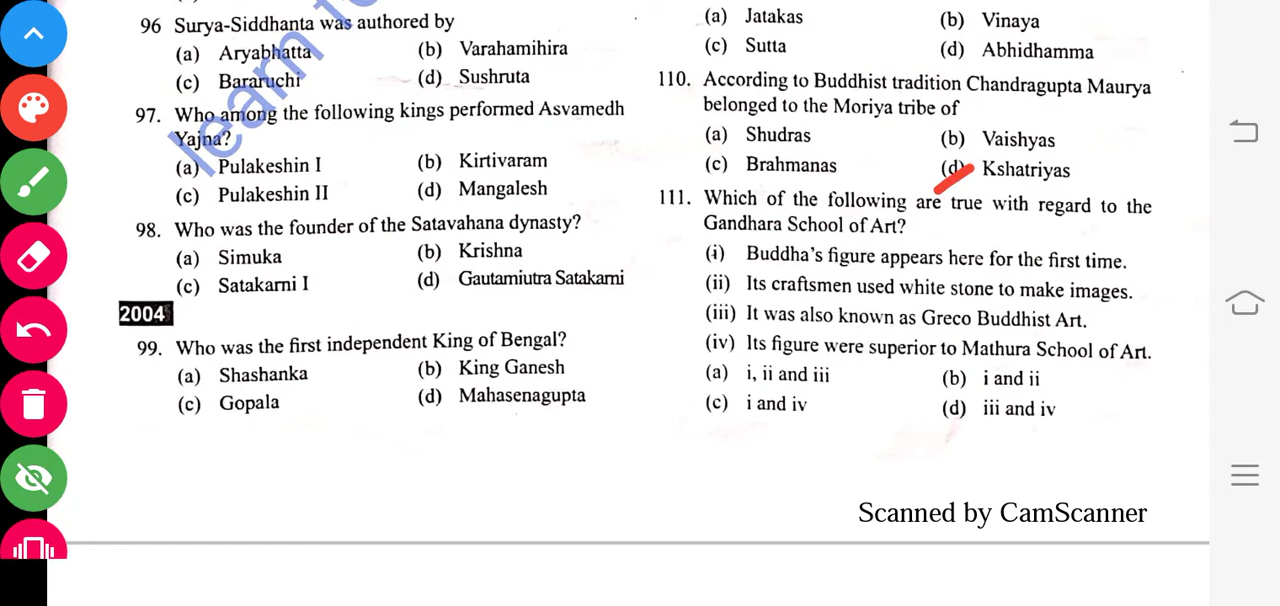 96 Surya-Siddhanta was authored by
(a) Aryabhatta (b) Varahamihira
(c) Bararuchi (d) Sushruta
97. Who among the following kings performed Asvamedh
Yajna?
(a) Pulakeshin I (b) Kirtivaram
(c) Pulakeshin II (d) Mangalesh
98. Who was the founder of the Satavahana dynasty?
(a) Simuka (b) Krishna
(c) Satakarni I (d) Gautamiutra Satakarni
2004
99. Who was the first independent King of Bengal?
(a) Shashanka (b) King Ganesh
(c) Gopala (d) Mahasenagupta
learn
(a) Jatakas (b) Vinaya
(c) Sutta (d) Abhidhamma
110. According to Buddhist tradition Chandragupta Maurya
belonged to the Moriya tribe of
(a) Shudras (b) Vaishyas
(c) Brahmanas (d) Kshatriyas
111. Which of the following are true with regard to the
Gandhara School of Art?
(i) Buddha's figure appears here for the first time.
(ii) Its craftsmen used white stone to make images.
(iii) It was also known as Greco Buddhist Art.
(iv) Its figure were superior to Mathura School of Art.
(a) i, ii and iii (b) i and ii
(c) i and iv (d) iii and iv
Scanned by CamScanner